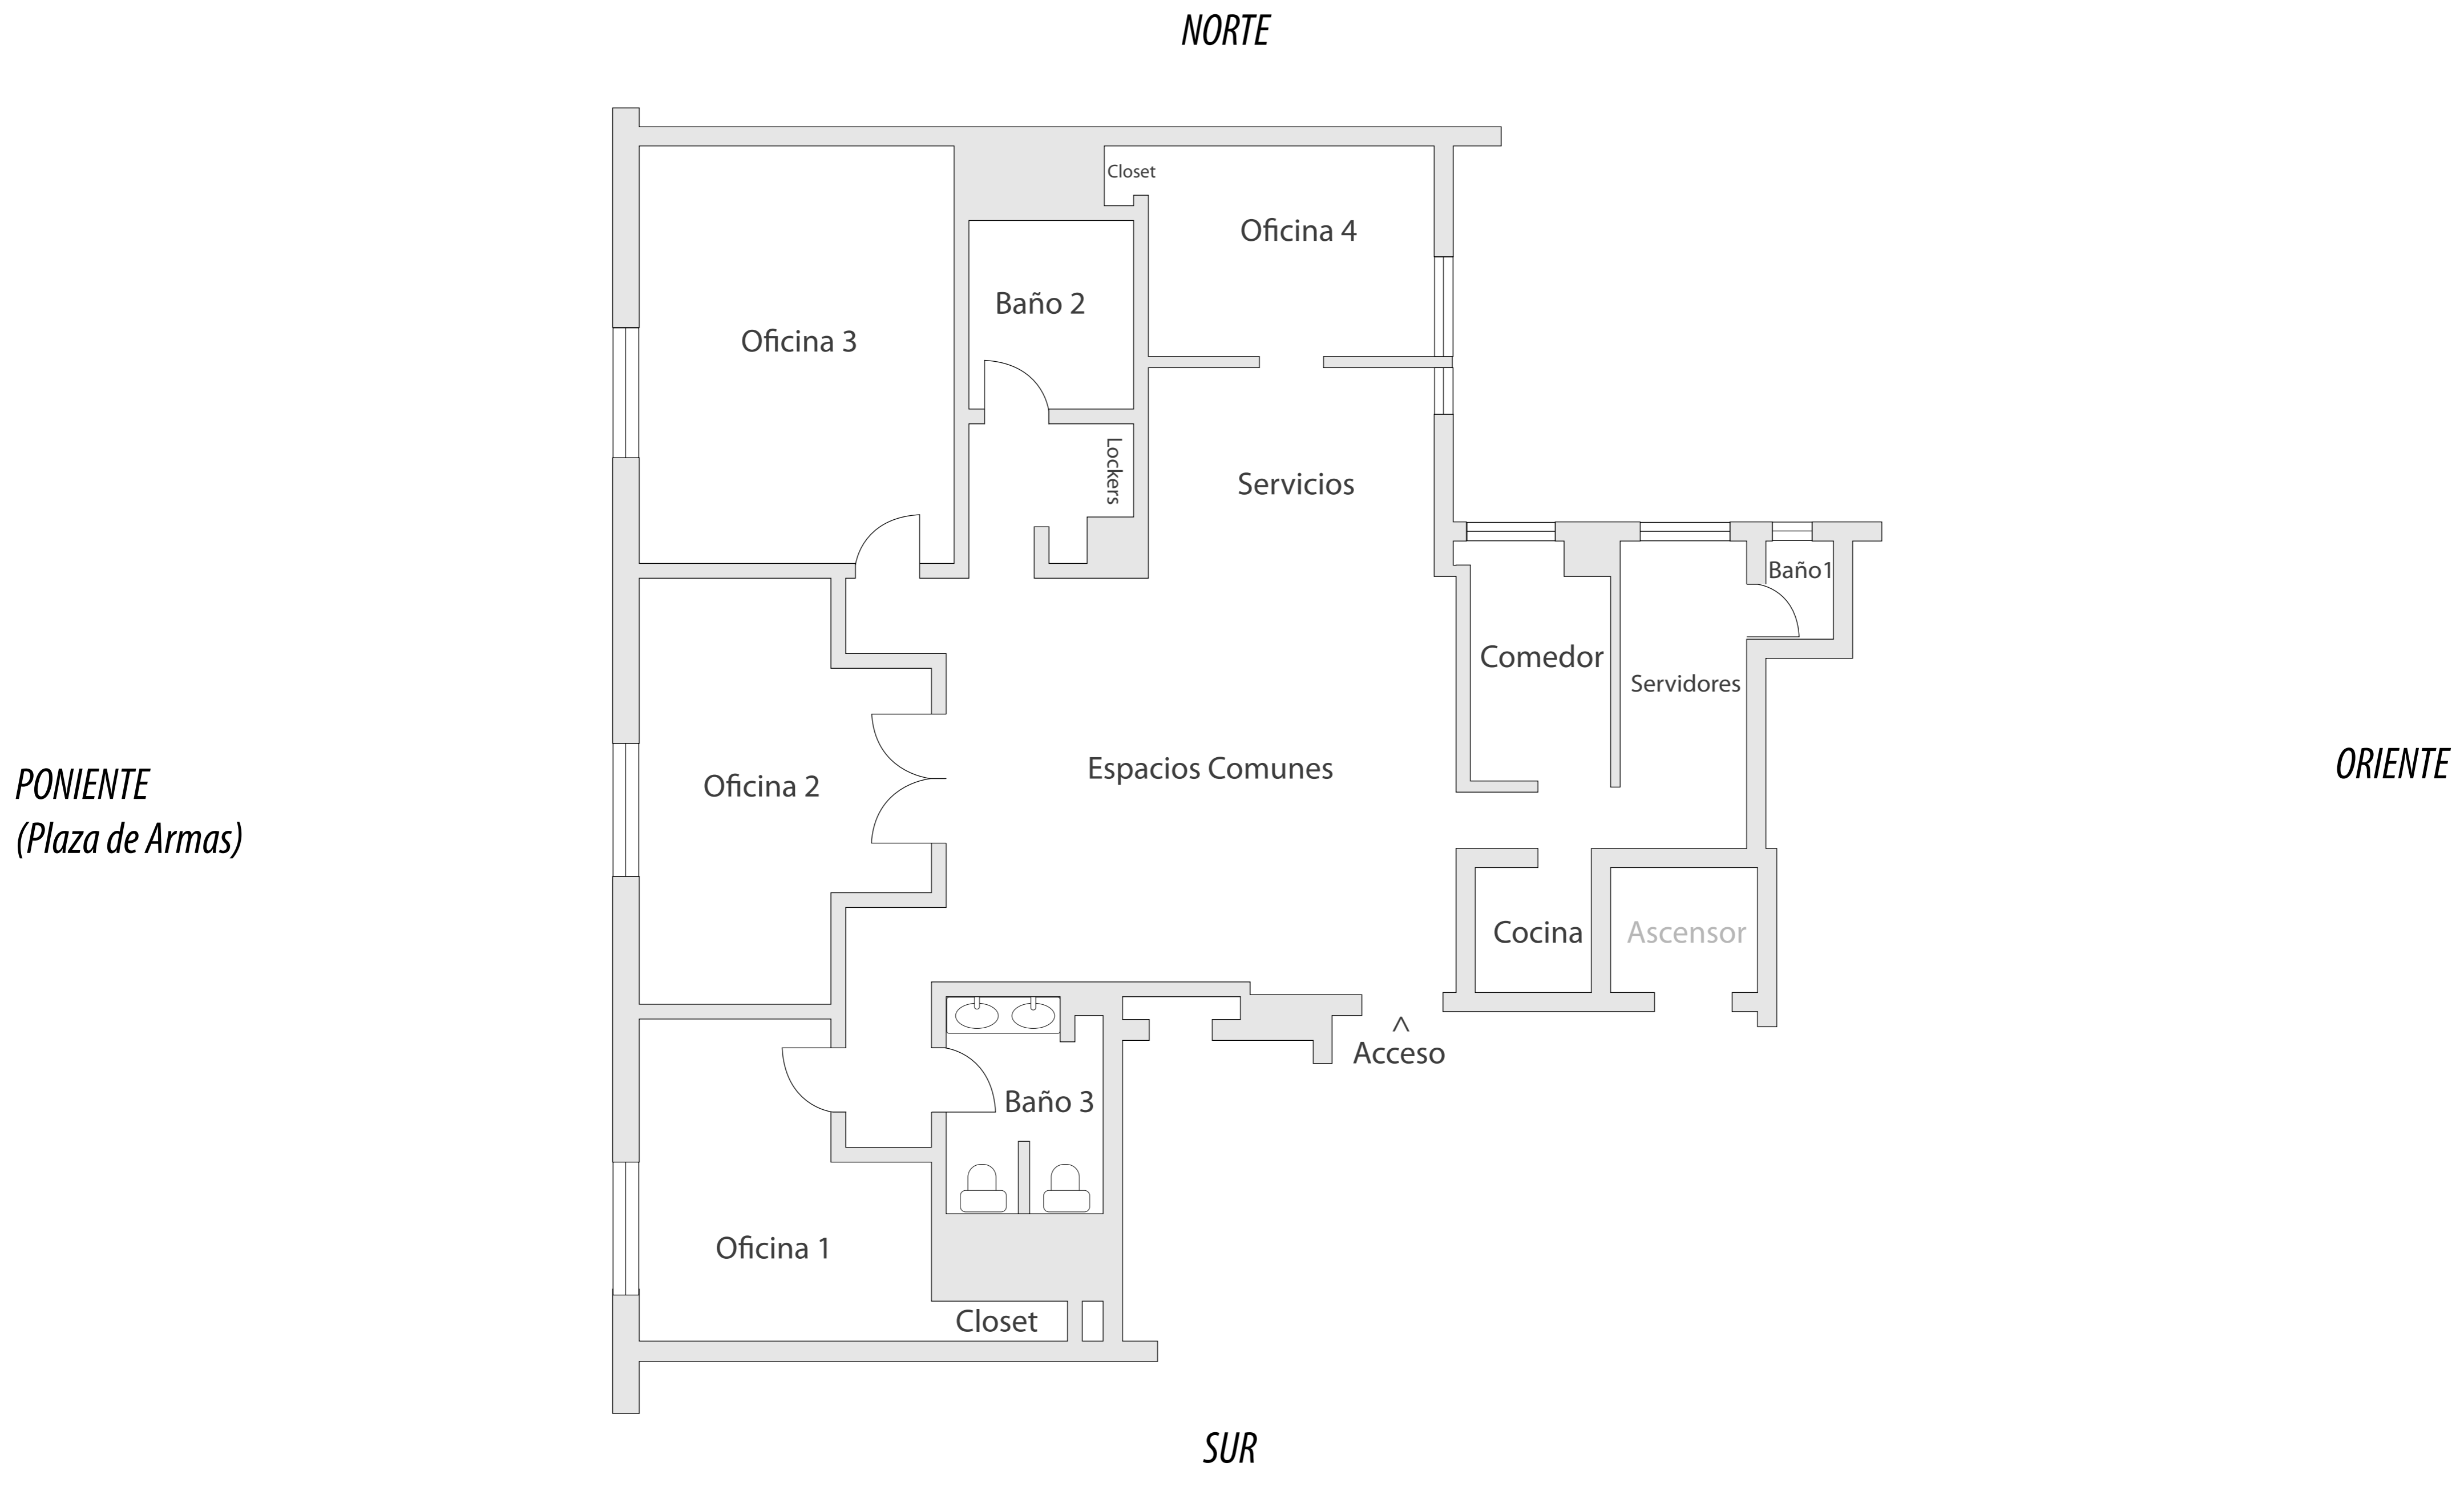 NORTE
Closet
Oficina 4
Baño 2
Oficina 3
Lockers
Servicios
Baño1
Comedor
Servidores
PONIENTE
(Plaza de Armas)
Oficina 2
Espacios Comunes
ORIENTE
Cocina
Ascensor
^
Acceso
Baño 3
Oficina 1
Closet
SUR